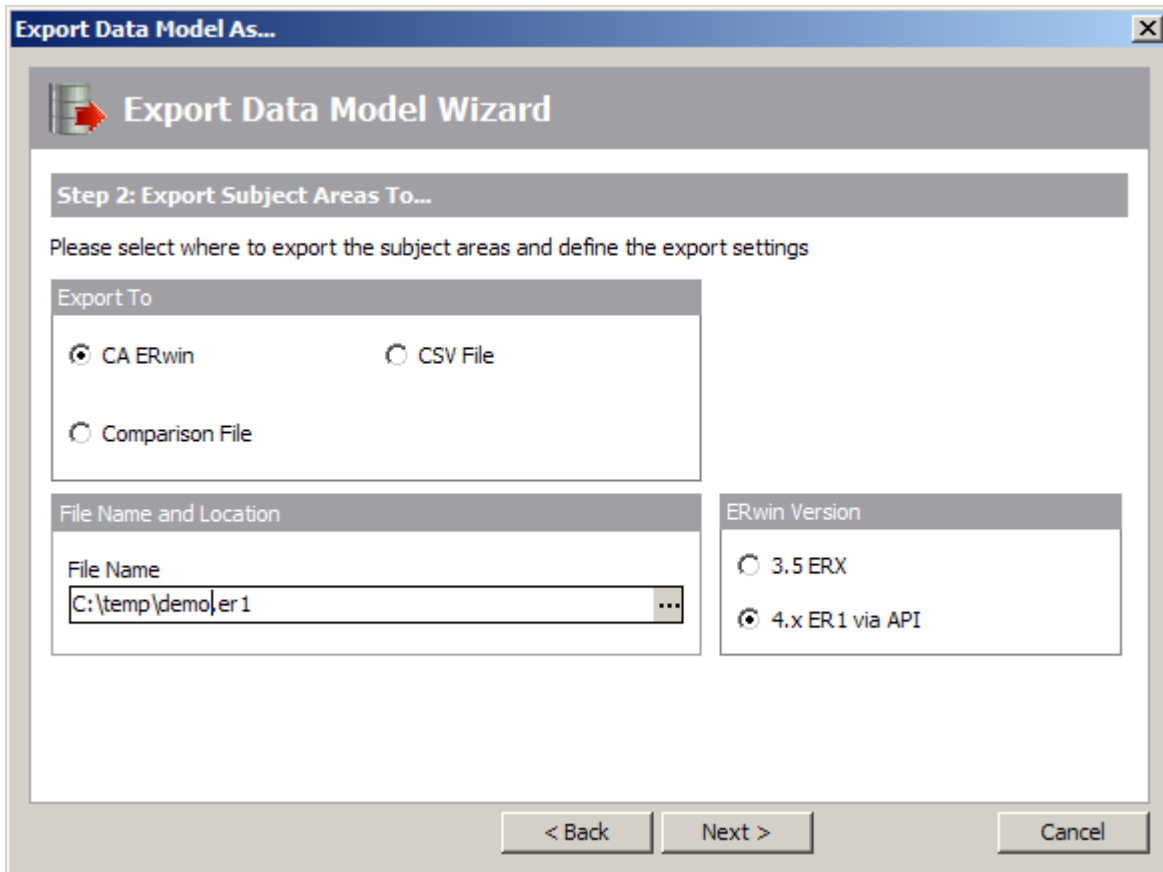 Export Data Model As...
Export Data Model Wizard
Step 2: Export Subject Areas To...
Please select where to export the subject areas and define the export settings
Export To
CA ERwin
CSV File
Comparison File
File Name and Location
File Name
C:\temp\demo.er1
...
ERwin Version
3.5 ERX
4.x ER1 via API
< Back
Next >
Cancel